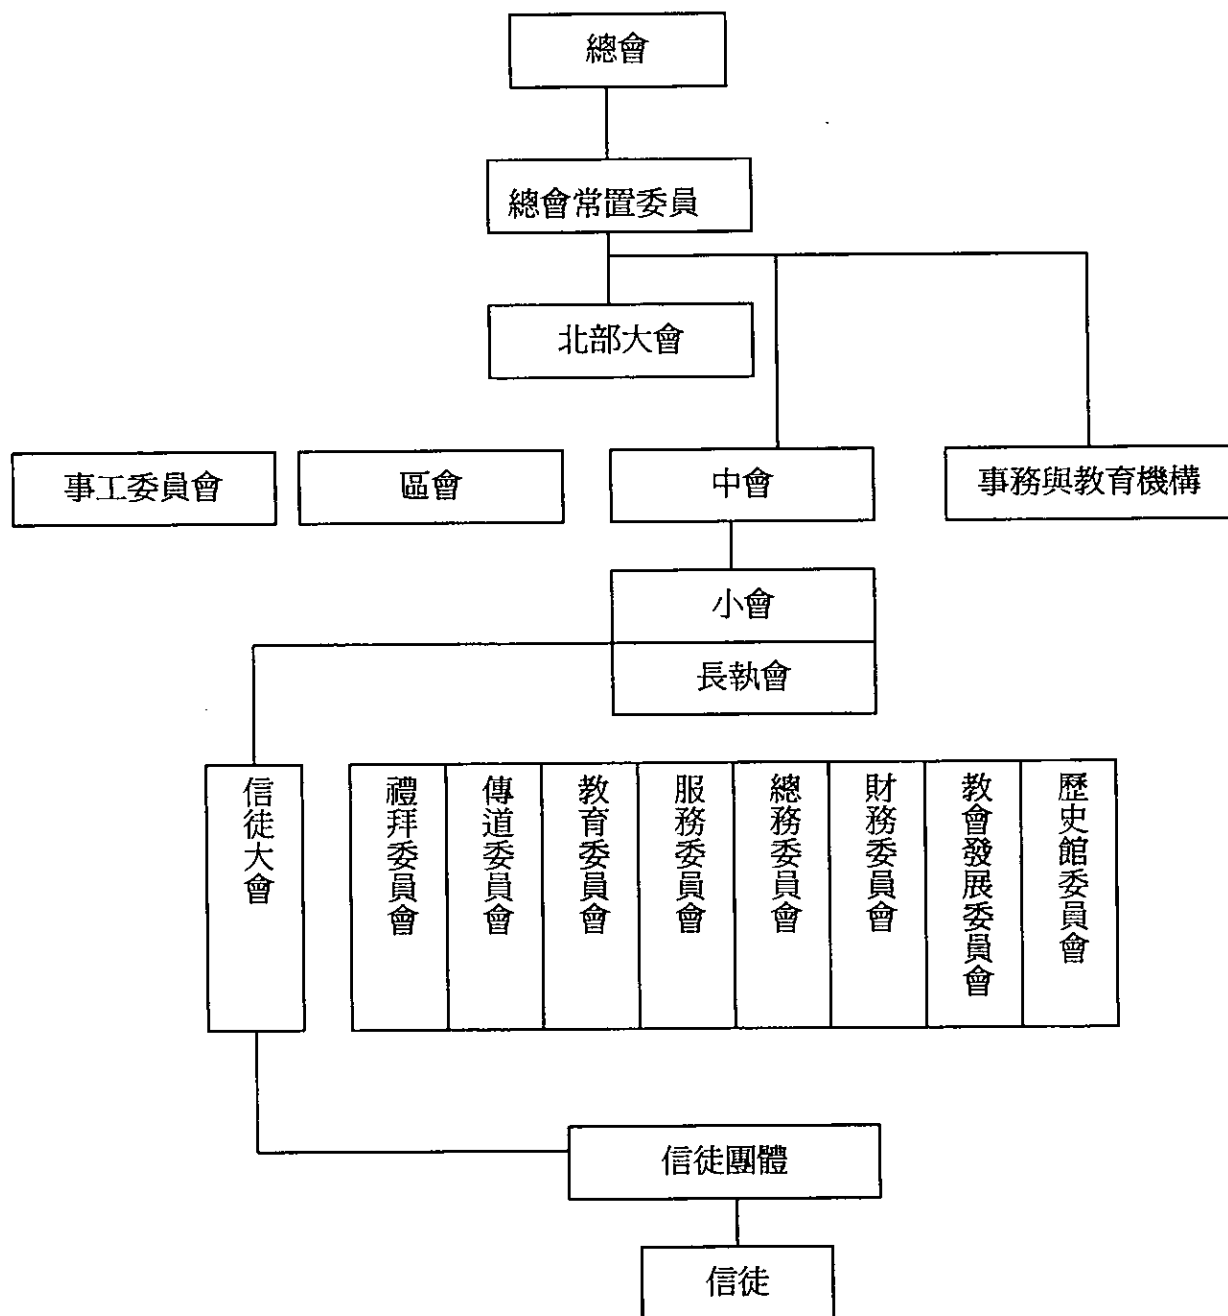 總會
總會常置委員
北部大會
事工委員會
區會
中會
事務與教育機構
小會
長執會
信徒大會
禮拜委員會
傳道委員會
教育委員會
服務委員會
總務委員會
財務委員會
教會發展委員會
歷史館委員會
信徒團體
信徒